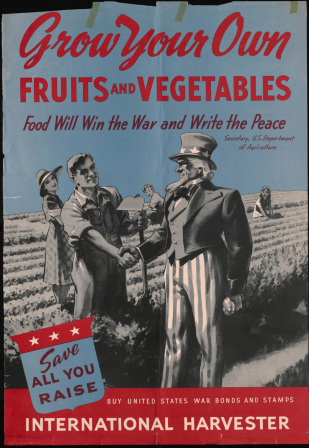 Grow Your Own
FRUITS AND VEGETABLES
Food Will Win the War and Write the Peace
Secretary, U.S. Department
of Agriculture
Save
ALL YOU
RAISE
BUY UNITED STATES WAR BONDS AND STAMPS
INTERNATIONAL HARVESTER